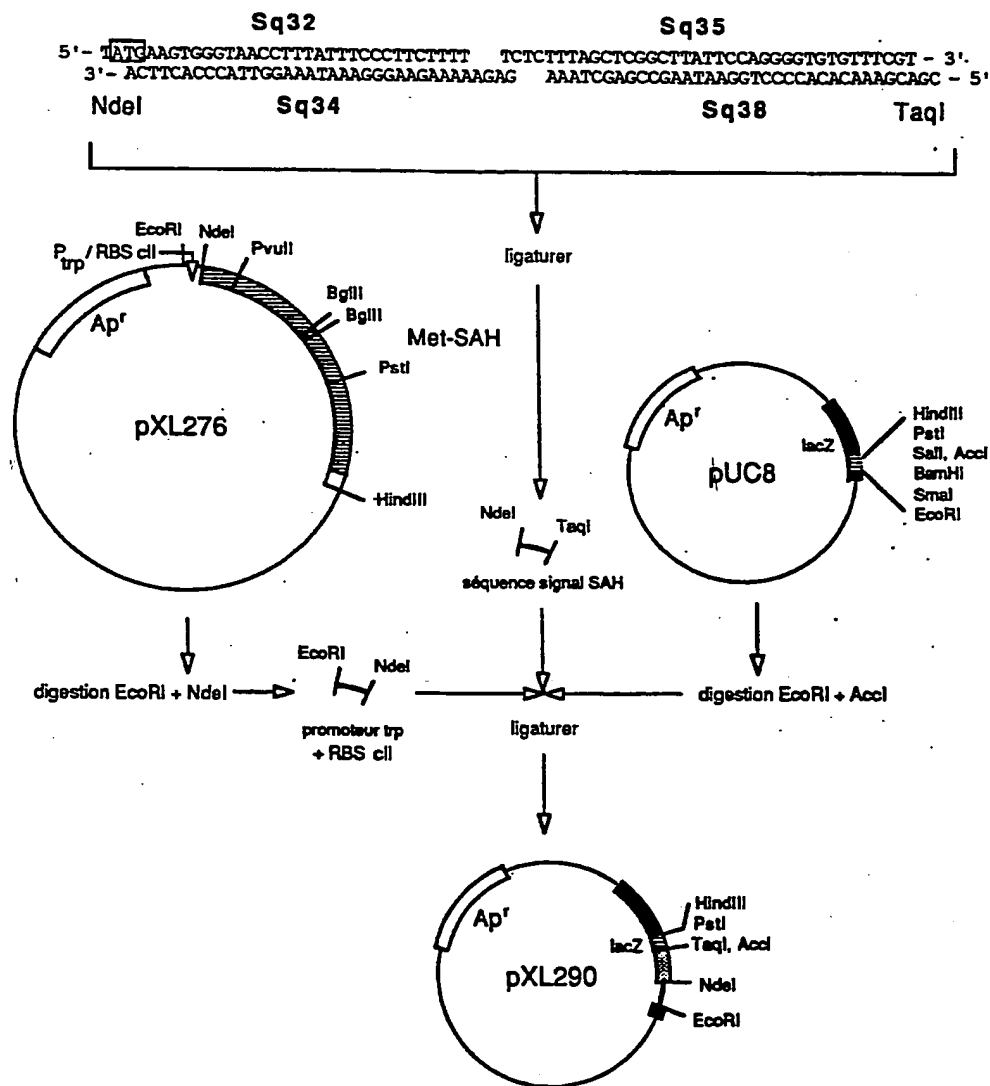 Sq32 Sq35
5'- TATGAAGTGGGTAACCTTTATTTCCCTTCTTTT TCTCTTTAGCTCGGCTTATTCCAGGGGTGTGTTTCGT - 3'.
3'- ACTTCACCCATTGGAAATAAAGGGAAGAAAAAGAG AAATCGAGCCGAATAAGGTCCCCACACAAAGCAGC - 5'
NdeI Sq34 Sq38 TaqI
ligaturer
EcoRI
NdeI
Ptrp/ RBS cII
PvuII
BglII
BglII
Met-SAH
PstI
HindIII
Apr
pXL276
Apr
lacZ
pUC8
HindIII
PstI
SalI, AccI
BamHI
SmaI
EcoRI
NdeI
TaqI
séquence signal SAH
digestion EcoRI + NdeI
EcoRI
NdeI
promoteur trp
+ RBS cII
digestion EcoRI + AccI
ligaturer
Apr
lacZ
pXL290
HindIII
PstI
TaqI, AccI
NdeI
EcoRI